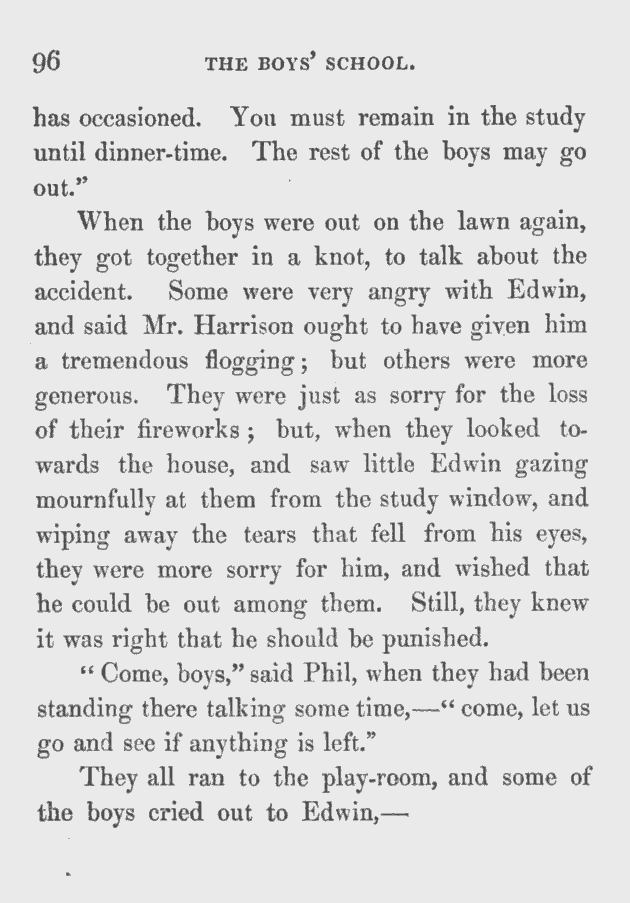 96 THE BOYS' SCHOOL.
has occasioned. You must remain in the study
until dinner-time. The rest of the boys may go
out."
When the boys were out on the lawn again,
they got together in a knot, to talk about the
accident. Some were very angry with Edwin,
and said Mr. Harrison ought to have given him
a tremendous flogging; but others were more
generous. They were just as sorry for the loss
of their fireworks; but, when they looked to-
wards the house, and saw little Edwin gazing
mournfully at them from the study window, and
wiping away the tears that fell from his eyes,
they were more sorry for him, and wished that
he could be out among them. Still, they knew
it was right that he should be punished.
"Come, boys," said Phil, when they had been
standing there talking some time,—"come, let us
go and see if anything is left."
They all ran to the play-room, and some of
the boys cried out to Edwin,—